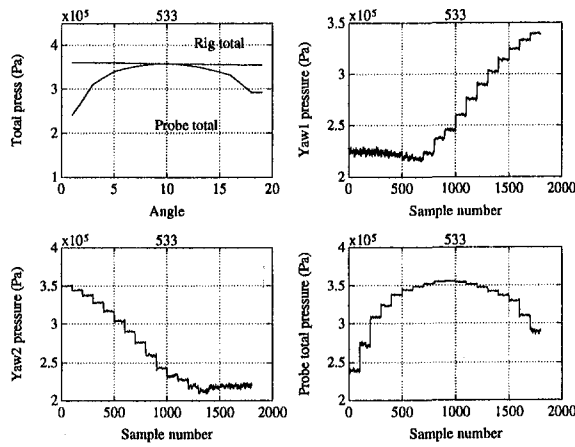 x10⁵ 533
Total press (Pa)
4
3
2
1
0 5 10 15 20
Rig total
Probe total
Angle
x10⁵ 533
Yaw1 pressure (Pa)
3.5
3
2.5
2
0 500 1000 1500 2000
Sample number
x10⁵ 533
Yaw2 pressure (Pa)
4
3.5
3
2.5
2
0 500 1000 1500 2000
Sample number
x10⁵ 533
Probe total pressure (Pa)
4
3.5
3
2.5
2
0 500 1000 1500 2000
Sample number